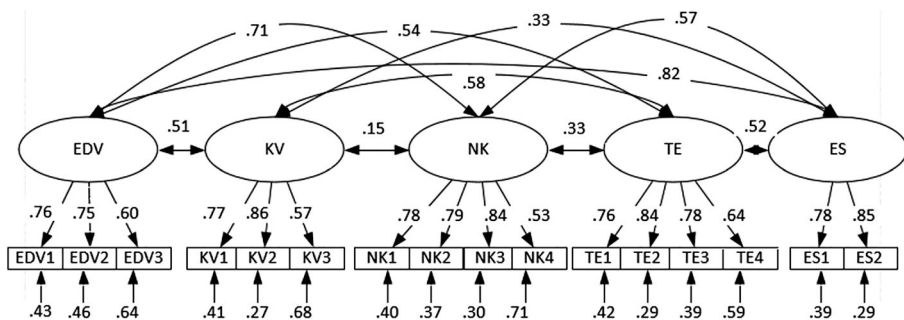 .71 .54 .33 .57
.58 .82
.51 .15 .33 .52
EDV KV NK TE ES
.76 .75 .60 .77 .86 .57 .78 .79 .84 .53 .76 .84 .78 .64 .78 .85
EDV1 EDV2 EDV3 KV1 KV2 KV3 NK1 NK2 NK3 NK4 TE1 TE2 TE3 TE4 ES1 ES2
.43 .46 .64 .41 .27 .68 .40 .37 .30 .71 .42 .29 .39 .59 .39 .29